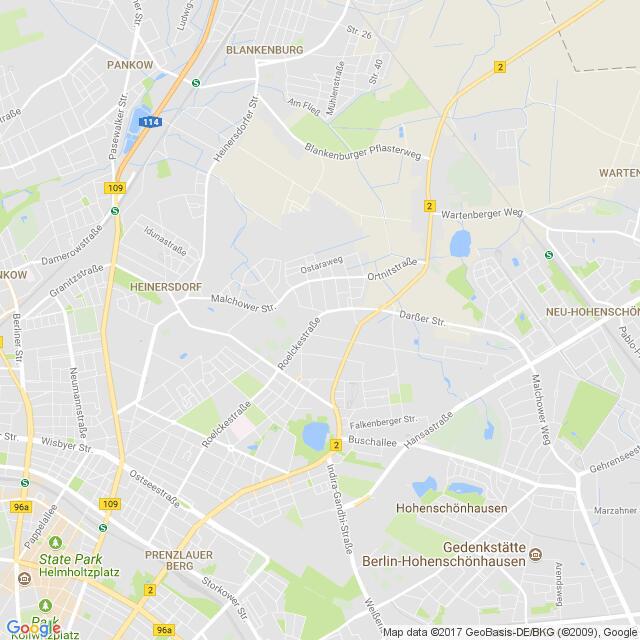 Ludwig-
Str. 26
BLANKENBURG
PANKOW
2
Str. 40
Mühlenstraße
Am Fließ
Pasewalker Str.
114
Heinersdorfer Str.
Blankenburger Pflasterweg
WARTEN
109
2
Wartenberger Weg
Idunastraße
Damerowstraße
Ostaraweg
Ortnitstraße
NKOW
Granitzstraße
HEINERSDORF
Malchower Str.
Darßer Str.
NEU-HOHENSCHÖN
Berliner Str.
Roelckestraße
Pablo-
Neumannstraße
Malchower Weg
Roelckestraße
Falkenberger Str.
Hansastraße
Str.
Wisbyer Str.
Buschallee
2
Gehrenseest
Ostseestraße
Indira-Gandhi-Straße
96a
109
Hohenschönhausen
Marzahner
Pappelallee
State Park
Helmholtzplatz
PRENZLAUER
BERG
Gedenkstätte
Berlin-Hohenschönhausen
Arendsweg
2
Storkower Str.
Weißen
Park
Kollwitzplatz
96a
Google
Map data ©2017 GeoBasis-DE/BKG (©2009), Google